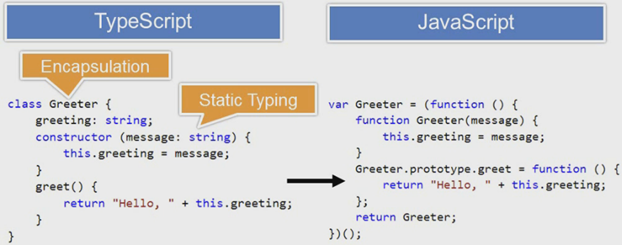 TypeScript
Encapsulation
Static Typing
class Greeter {
    greeting: string;
    constructor (message: string) {
        this.greeting = message;
    }
    greet() {
        return "Hello, " + this.greeting;
    }
}
JavaScript
var Greeter = (function () {
    function Greeter(message) {
        this.greeting = message;
    }
    Greeter.prototype.greet = function () {
        return "Hello, " + this.greeting;
    };
    return Greeter;
})();